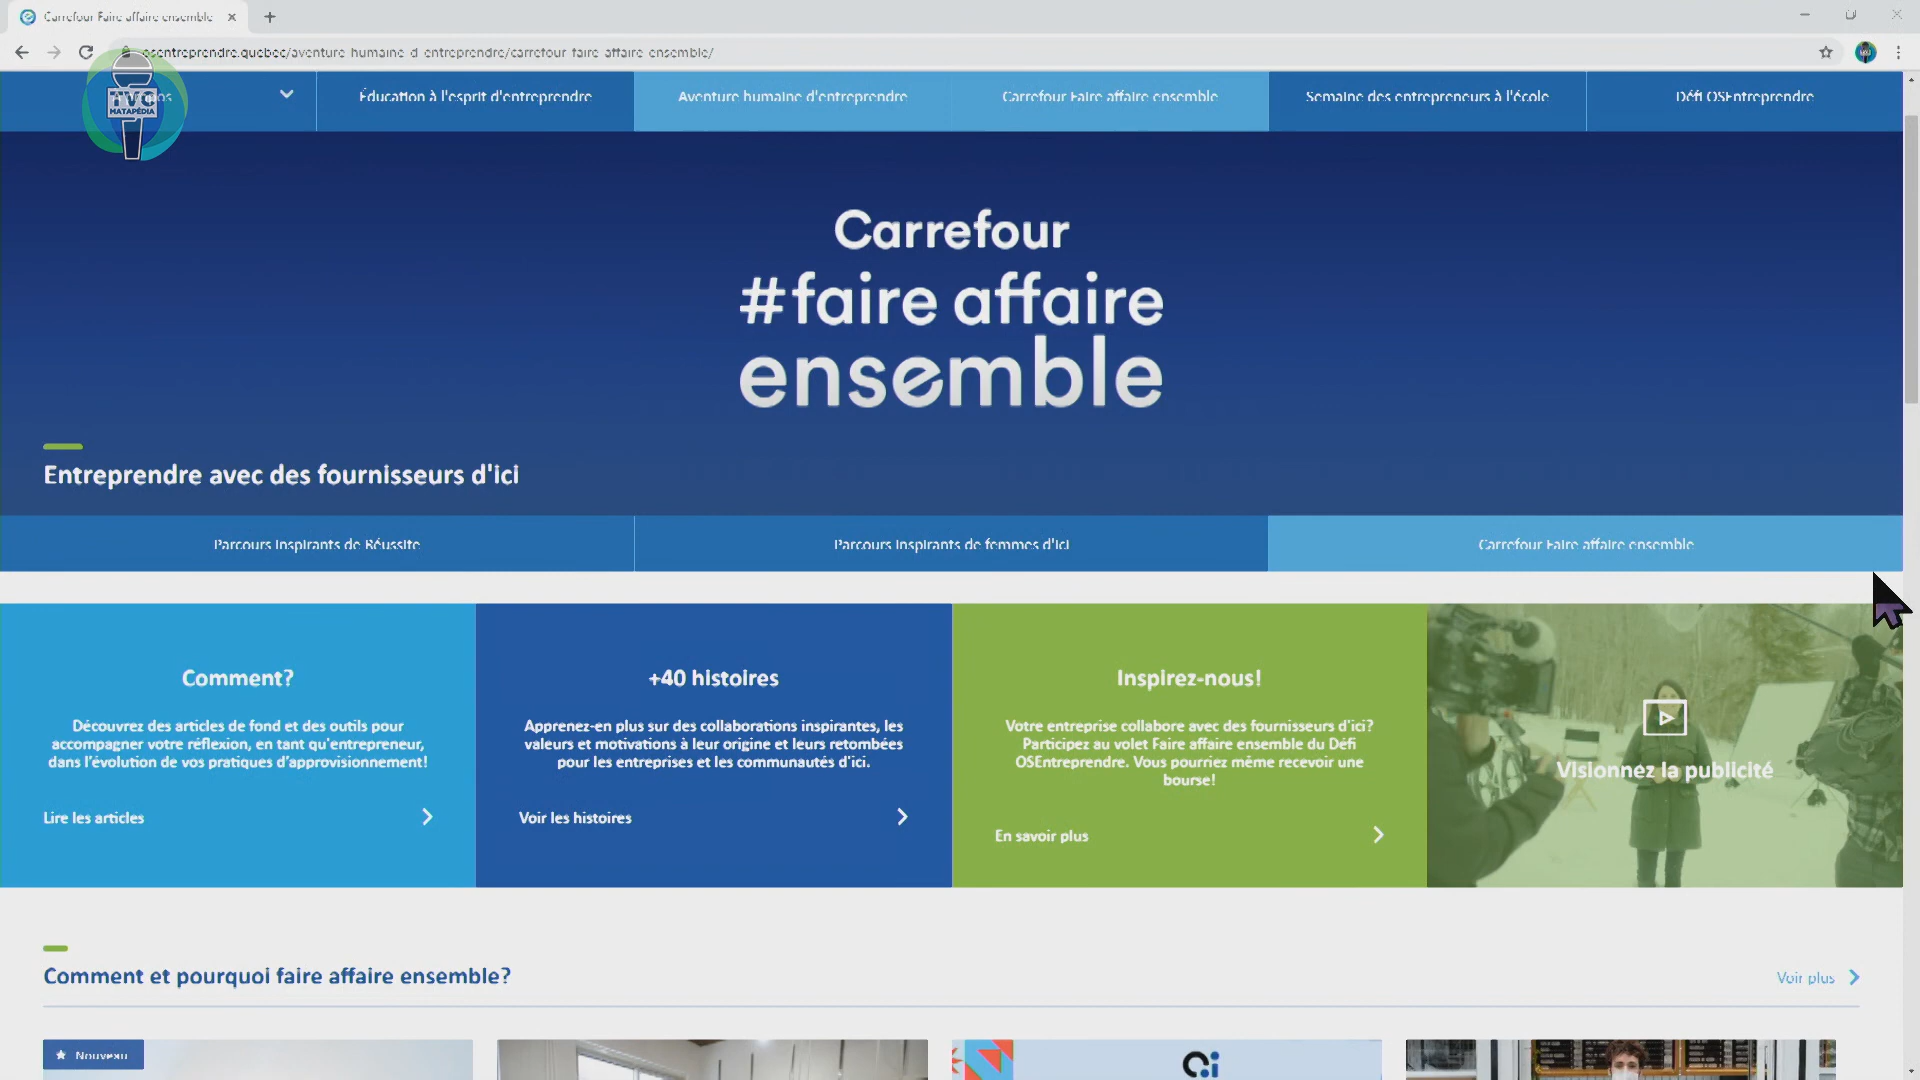 Carrefour Faire affaire ensemble
osentreprendre.quebec/aventure-humaine-d-entreprendre/carrefour-faire-affaire-ensemble/
TVC
MATAPÉDIA
Éducation à l'esprit d'entreprendre
Aventure humaine d'entreprendre
Carrefour Faire affaire ensemble
Semaine des entrepreneurs à l'école
Défi OSEntreprendre
Carrefour
#faire affaire
ensemble
Entreprendre avec des fournisseurs d'ici
Parcours inspirants de Réussite
Parcours inspirants de femmes d'ici
Carrefour Faire affaire ensemble
Comment?
Découvrez des articles de fond et des outils pour
accompagner votre réflexion, en tant qu'entrepreneur,
dans l'évolution de vos pratiques d'approvisionnement!
Lire les articles
+40 histoires
Apprenez-en plus sur des collaborations inspirantes, les
valeurs et motivations à leur origine et leurs retombées
pour les entreprises et les communautés d'ici.
Voir les histoires
Inspirez-nous!
Votre entreprise collabore avec des fournisseurs d'ici?
Participez au volet Faire affaire ensemble du Défi
OSEntreprendre. Vous pourriez même recevoir une
bourse!
En savoir plus
Visionnez la publicité
Comment et pourquoi faire affaire ensemble?
Voir plus
Nouveau